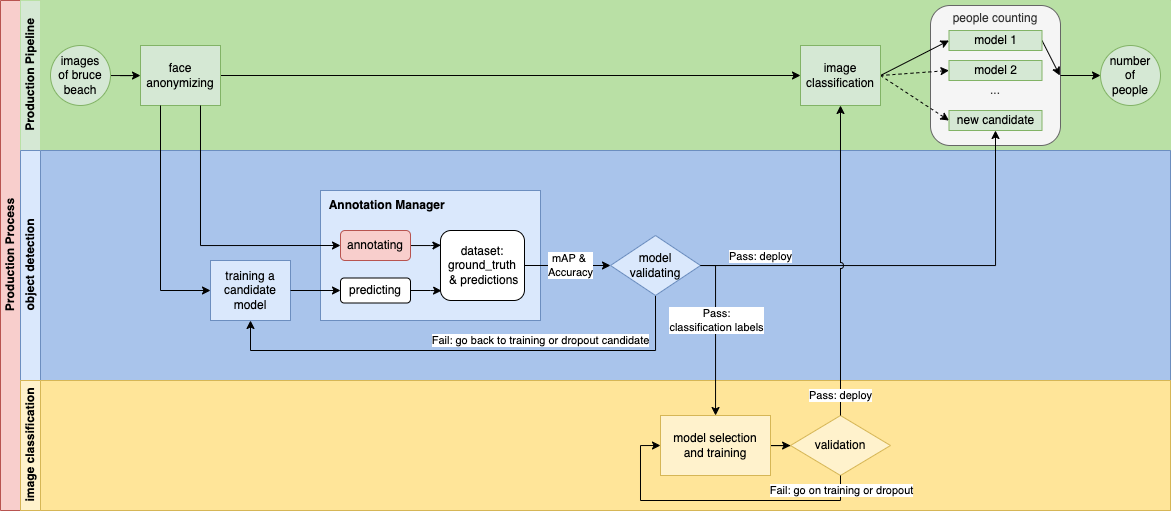 Production Process
Production Pipeline
images
of bruce
beach
face
anonymizing
image
classification
people counting
model 1
model 2
...
new candidate
number
of
people
object detection
Annotation Manager
annotating
predicting
dataset:
ground_truth
& predictions
training a
candidate
model
mAP &
Accuracy
model
validating
Pass: deploy
Pass:
classification labels
Fail: go back to training or dropout candidate
image classification
model selection
and training
validation
Pass: deploy
Fail: go on training or dropout